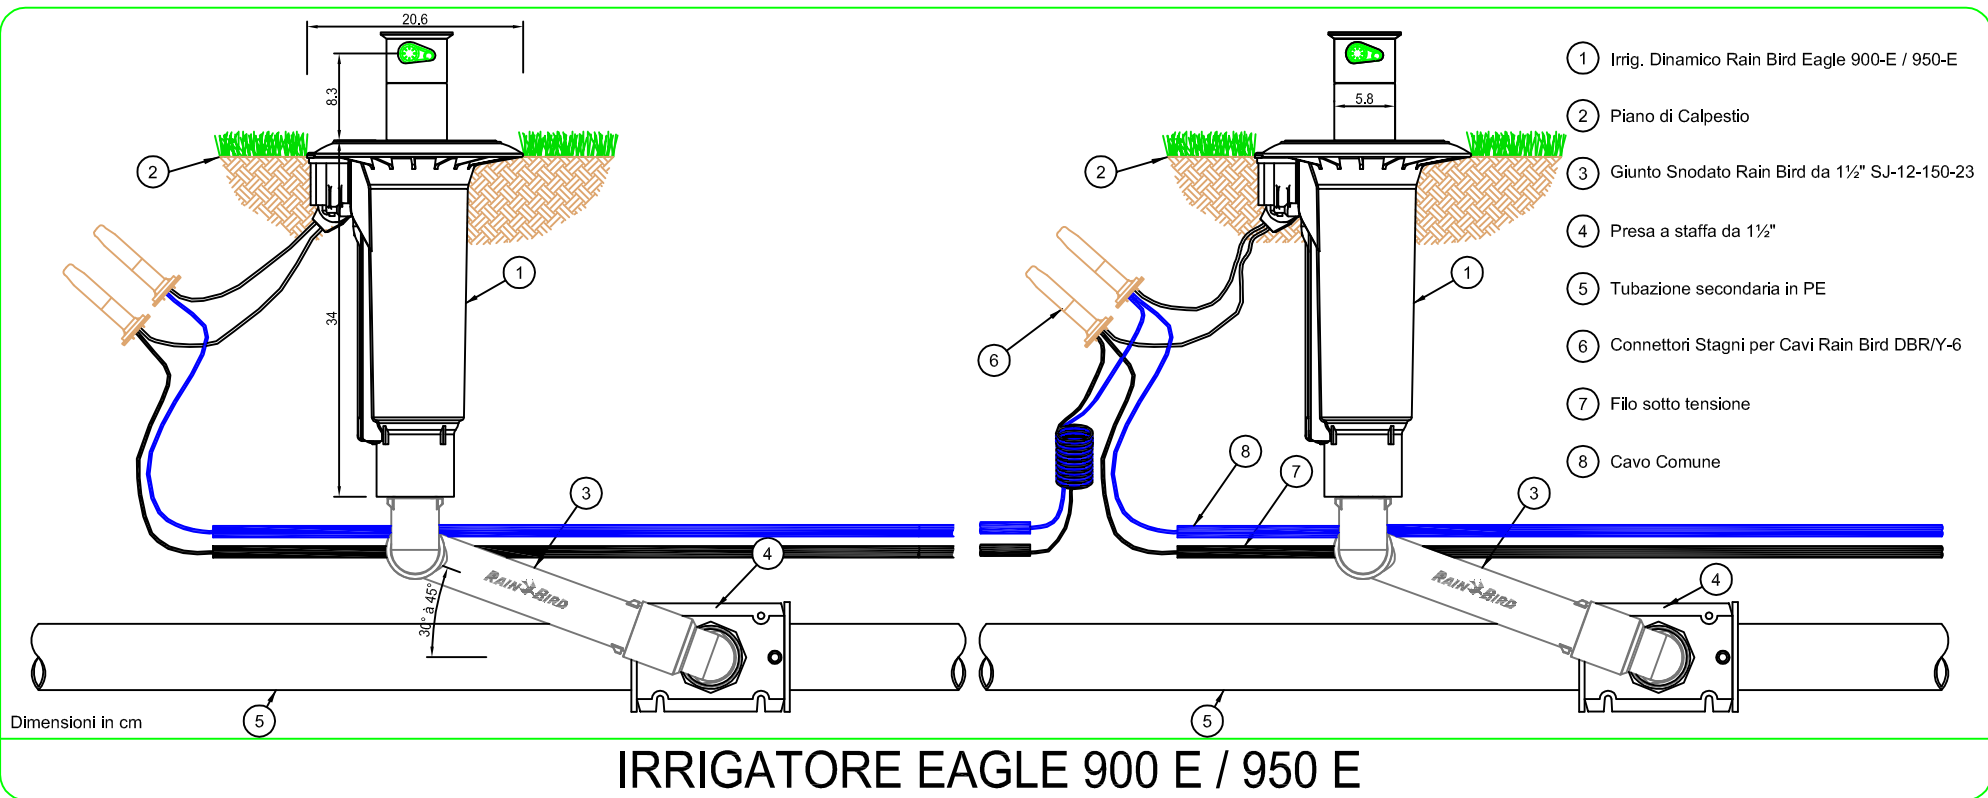 20.6
8.3
34
2
1
3
4
5
30° à 45°
RAIN BIRD
Dimensioni in cm
5.8
2
1
6
8
7
3
4
5
RAIN BIRD
1 Irrig. Dinamico Rain Bird Eagle 900-E / 950-E
2 Piano di Calpestio
3 Giunto Snodato Rain Bird da 1½" SJ-12-150-23
4 Presa a staffa da 1½"
5 Tubazione secondaria in PE
6 Connettori Stagni per Cavi Rain Bird DBR/Y-6
7 Filo sotto tensione
8 Cavo Comune
IRRIGATORE EAGLE 900 E / 950 E